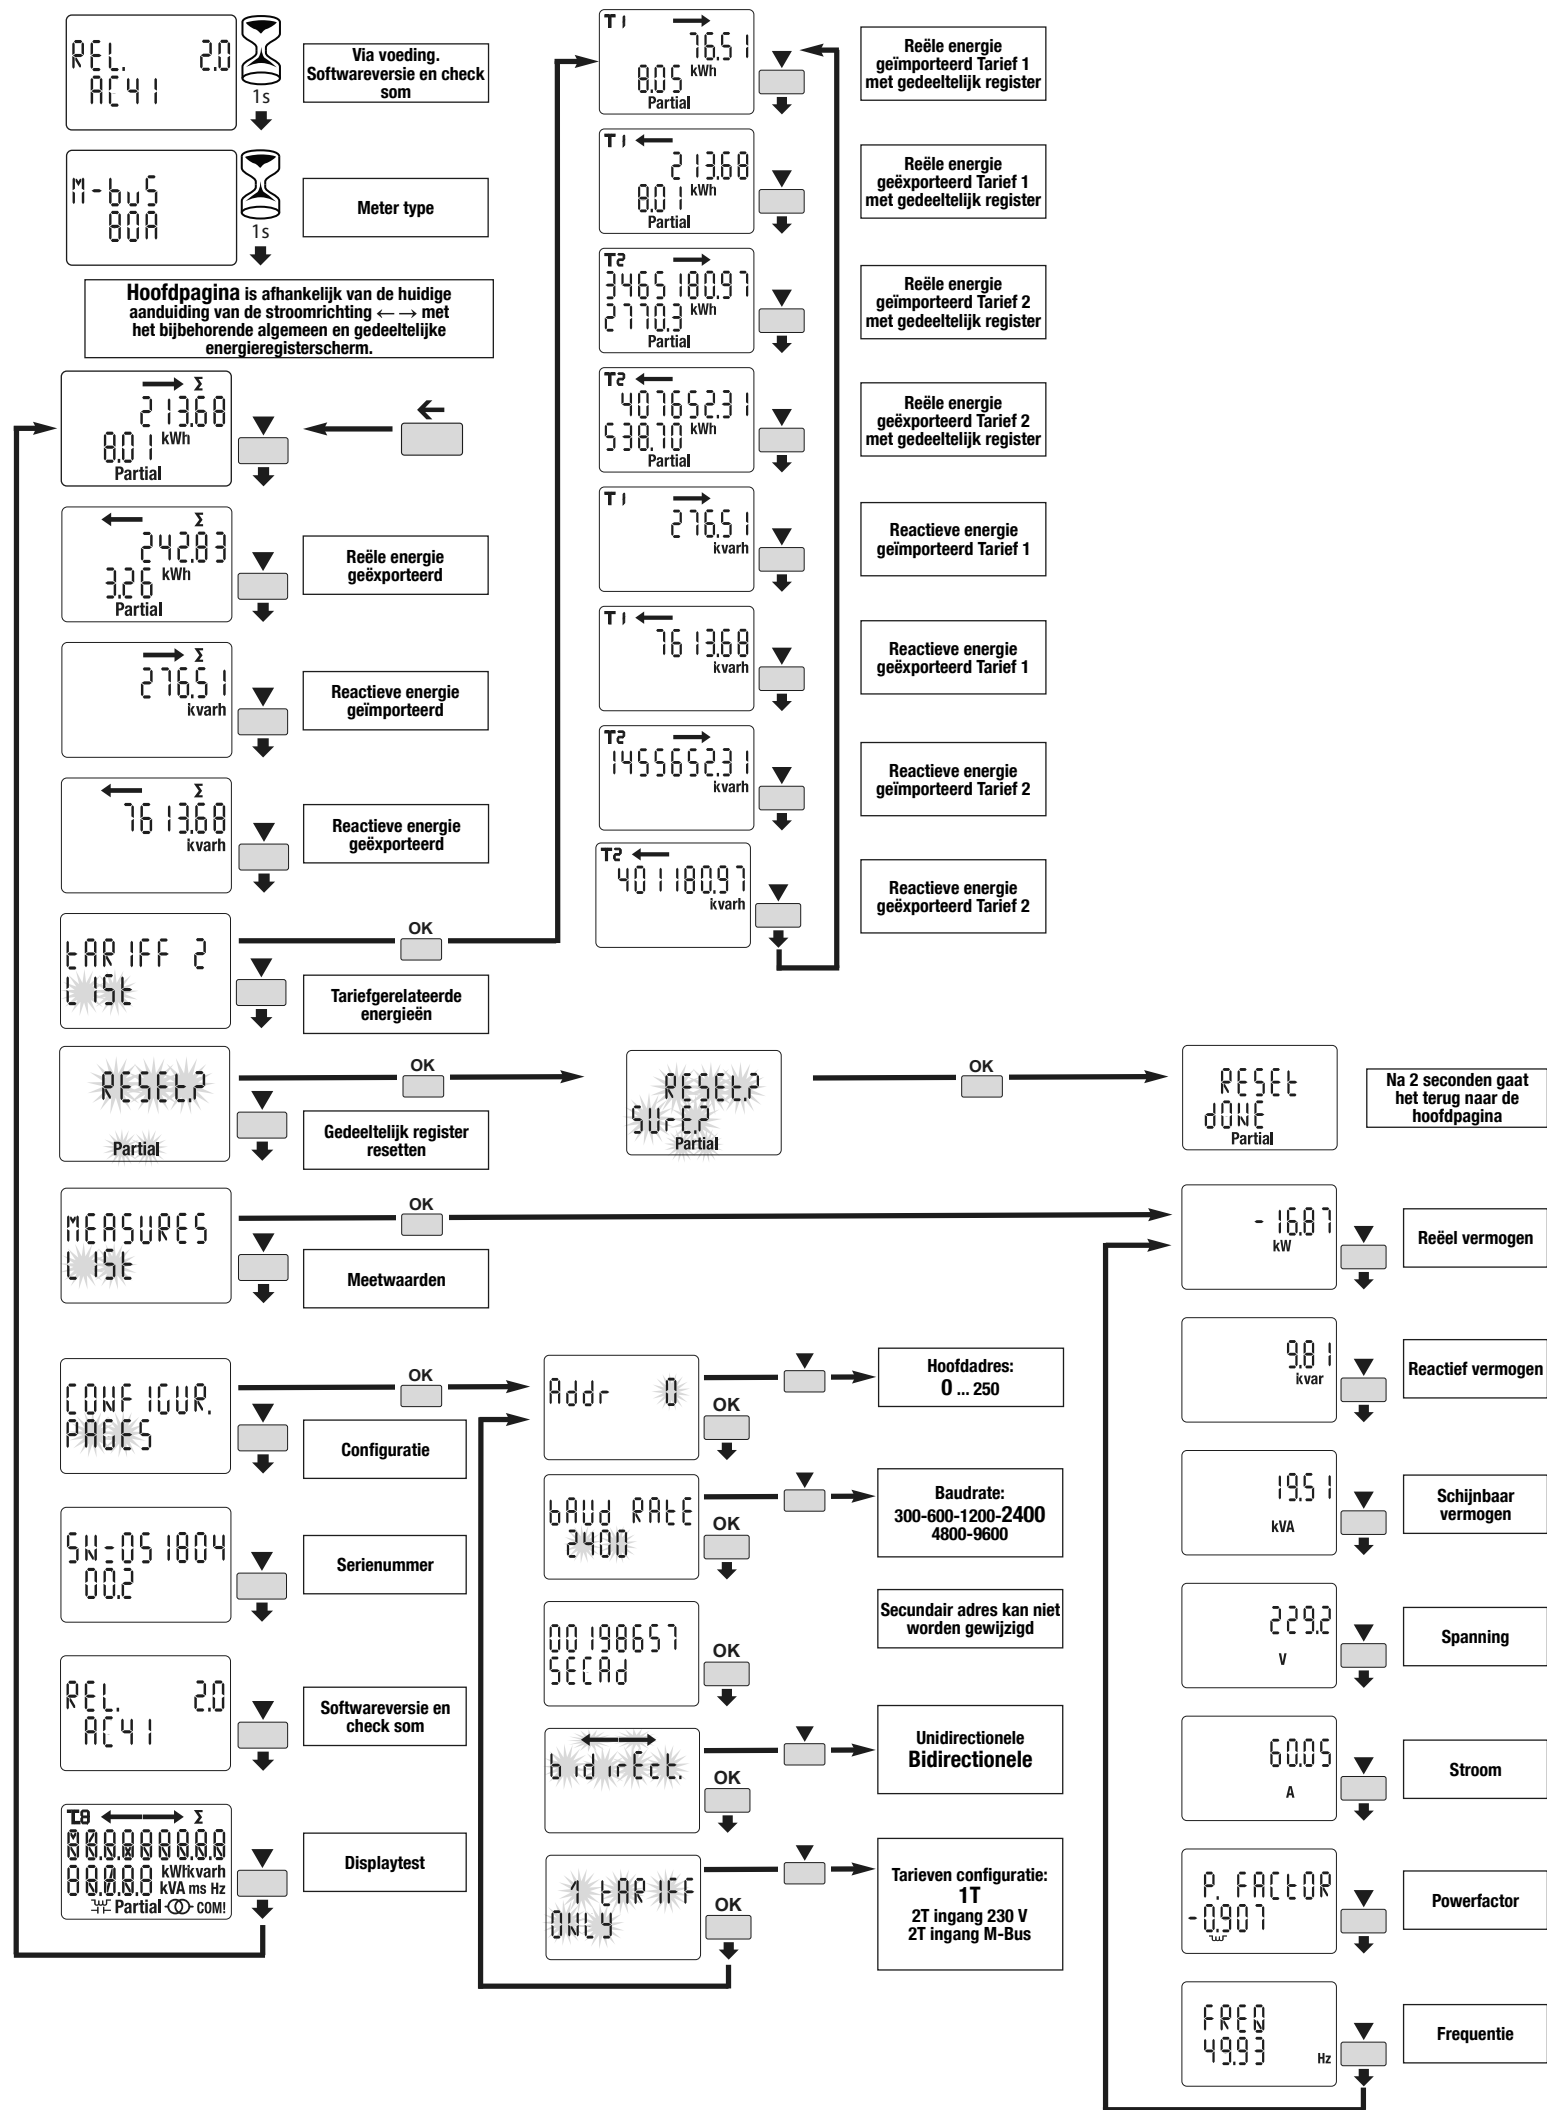 REL. 2.0
AC41
1s
Via voeding.
Softwareversie en check
som
M-buS
80A
1s
Meter type
Hoofdpagina is afhankelijk van de huidige
aanduiding van de stroomrichting ←→ met
het bijbehorende algemeen en gedeeltelijke
energieregisterscherm.
→ Σ
213.68
8.01 kWh
Partial
←
← Σ
242.83
3.26 kWh
Partial
Reële energie
geëxporteerd
→ Σ
276.51
kvarh
Reactieve energie
geïmporteerd
← Σ
7613.68
kvarh
Reactieve energie
geëxporteerd
tARIFF 2
LISt
OK
Tariefgerelateerde
energieën
T1 →
76.51
8.05 kWh
Partial
Reële energie
geïmporteerd Tarief 1
met gedeeltelijk register
T1 ←
213.68
8.01 kWh
Partial
Reële energie
geëxporteerd Tarief 1
met gedeeltelijk register
T2 →
3465180.97
2770.3 kWh
Partial
Reële energie
geïmporteerd Tarief 2
met gedeeltelijk register
T2 ←
407652.31
538.70 kWh
Partial
Reële energie
geëxporteerd Tarief 2
met gedeeltelijk register
T1 →
276.51
kvarh
Reactieve energie
geïmporteerd Tarief 1
T1 ←
7613.68
kvarh
Reactieve energie
geëxporteerd Tarief 1
T2 →
1455652.31
kvarh
Reactieve energie
geïmporteerd Tarief 2
T2 ←
401180.97
kvarh
Reactieve energie
geëxporteerd Tarief 2
RESEt.?
Partial
OK
Gedeeltelijk register
resetten
RESEt.?
SUrE.?
Partial
OK
RESEt
dONE
Partial
Na 2 seconden gaat
het terug naar de
hoofdpagina
MEASURES
LISt
OK
Meetwaarden
-16.87
kW
Reëel vermogen
9.81
kvar
Reactief vermogen
19.51
kVA
Schijnbaar
vermogen
229.2
V
Spanning
60.05
A
Stroom
P. FACtOR
-0.907
Powerfactor
FREQ
49.93 Hz
Frequentie
CONFIGUR.
PAGES
OK
Configuratie
Addr 0
OK
Hoofdadres:
0 ... 250
bAUd RAtE
2400
OK
Baudrate:
300-600-1200-2400
4800-9600
00198657
SECAd
OK
Secundair adres kan niet
worden gewijzigd
←→
bidirEct.
OK
Unidirectionele
Bidirectionele
1 tARIFF
ONLY
OK
Tarieven configuratie:
1T
2T ingang 230 V
2T ingang M-Bus
SN-051804
00.2
Serienummer
REL. 2.0
AC41
Softwareversie en
check som
T.8 ←→ Σ
kWhkvarh
kVA ms Hz
Partial COM!
Displaytest